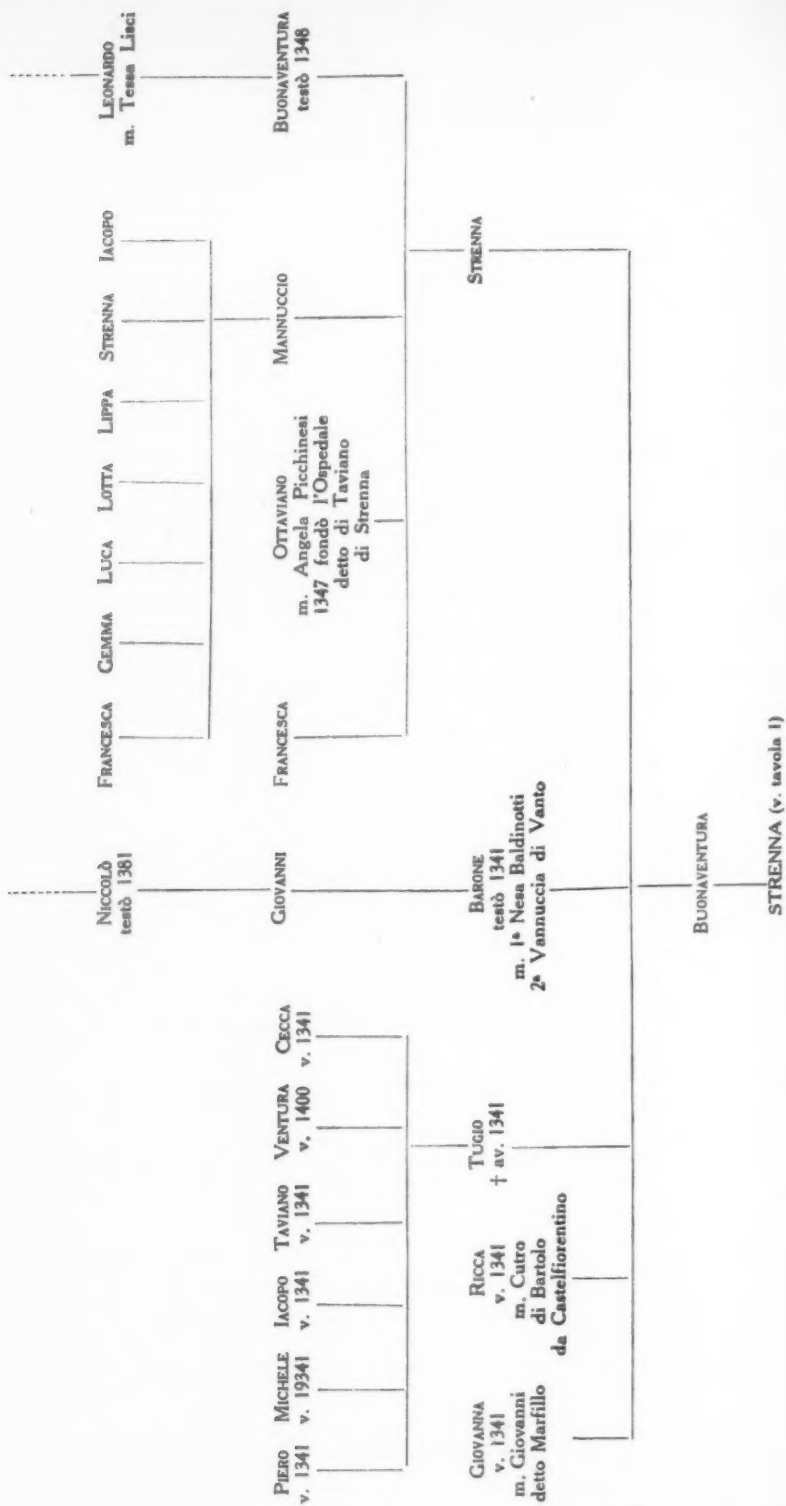 NICCOLÒ
testò 1381
FRANCESCA GEMMA LUCA LOTTA LIPPA STRENNA IACOPO
LEONARDO
m. Tessa Lisci
PIERO
v. 1341
MICHELE
v. 19341
IACOPO
v. 1341
TAVIANO
v. 1341
VENTURA
v. 1400
CECCA
v. 1341
GIOVANNI
FRANCESCA
OTTAVIANO
m. Angela Picchinesi
1347 fondò l'Ospedale
detto di Taviano
di Strenna
MANNUCCIO
BUONAVENTURA
testò 1348
GIOVANNA
v. 1341
m. Giovanni
detto Marfillo
RICCA
v. 1341
m. Cutro
di Bartolo
da Castelfiorentino
TUGIO
† av. 1341
BARONE
testò 1341
m. 1ª Nesa Baldinotti
2ª Vannuccia di Vanto
STRENNA
BUONAVENTURA
STRENNA (v. tavola 1)